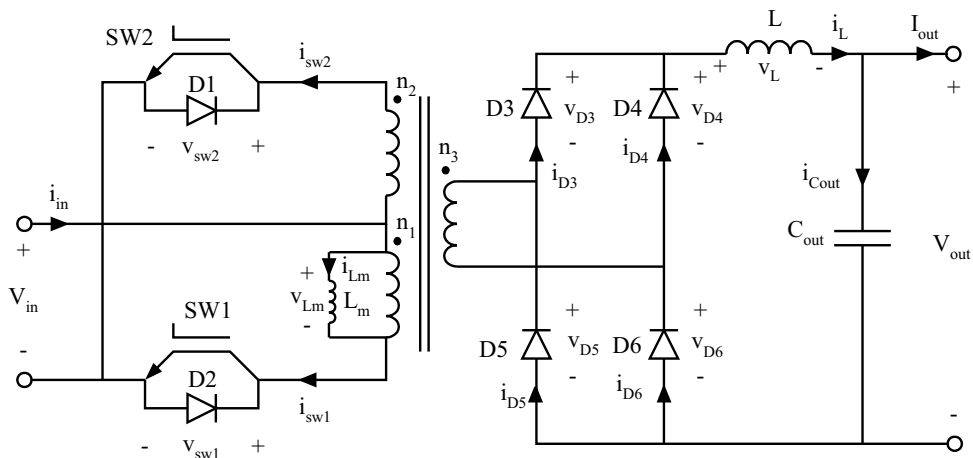 L
i_L
I_out
SW2
i_sw2
+ v_L -
+
D1
n_2
D3
+ v_D3 -
D4
+ v_D4 -
- v_sw2 +
n_3
i_D3
i_D4
i_Cout
i_in
n_1
C_out
V_out
+
V_in
-
+ v_Lm -
i_Lm
L_m
SW1
D5
+ v_D5 -
D6
+ v_D6 -
D2
i_sw1
i_D5
i_D6
- v_sw1 +
-